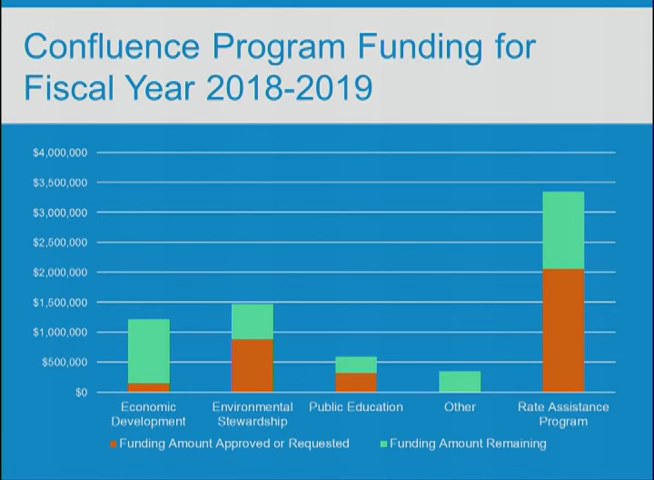 Confluence Program Funding for
Fiscal Year 2018-2019
$4,000,000
$3,500,000
$3,000,000
$2,500,000
$2,000,000
$1,500,000
$1,000,000
$500,000
$0
Economic
Development
Environmental
Stewardship
Public Education
Other
Rate Assistance
Program
Funding Amount Approved or Requested
Funding Amount Remaining